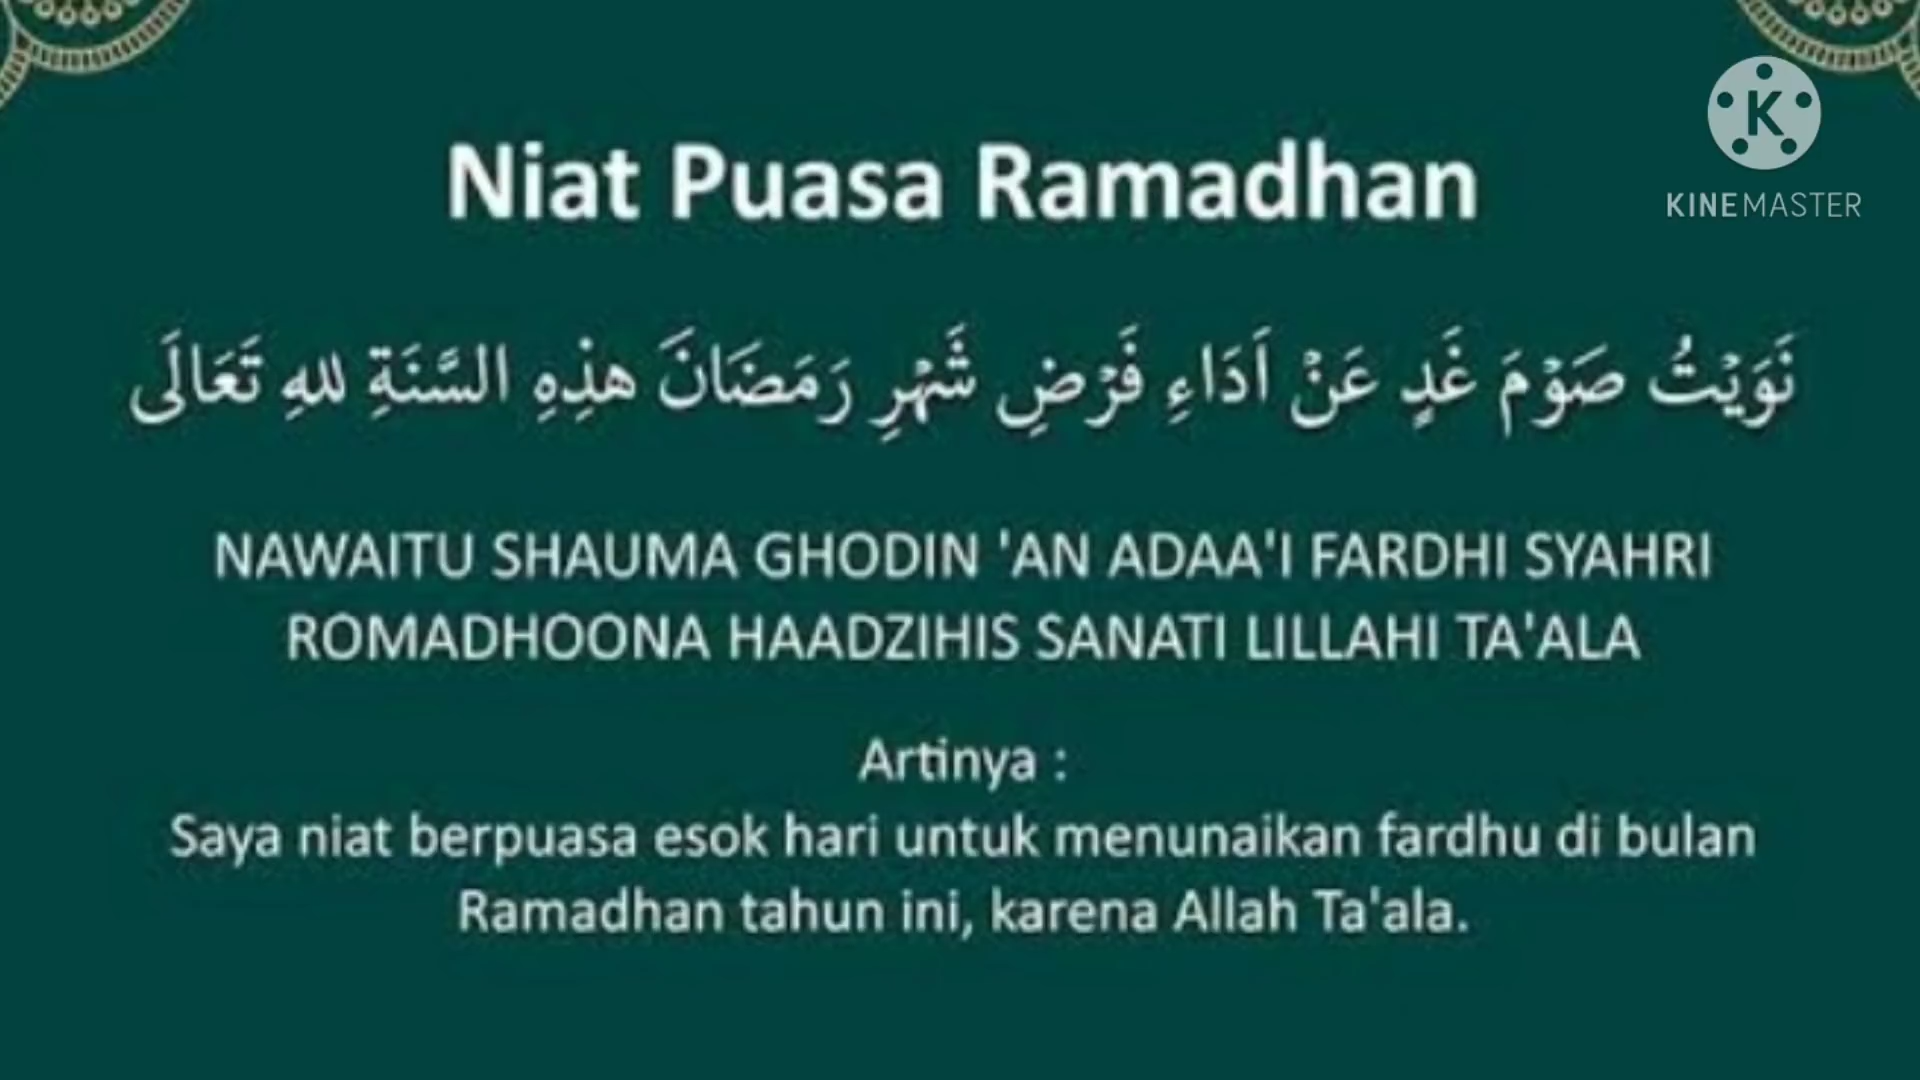 Niat Puasa Ramadhan
KINEMASTER
نَوَيْتُ صَوْمَ غَدٍ عَنْ اَدَاءِ فَرْضِ شَهْرِ رَمَضَانَ هذِهِ السَّنَةِ للهِ تَعَالَى
NAWAITU SHAUMA GHODIN 'AN ADAA'I FARDHI SYAHRI
ROMADHOONA HAADZIHIS SANATI LILLAHI TA'ALA
Artinya :
Saya niat berpuasa esok hari untuk menunaikan fardhu di bulan
Ramadhan tahun ini, karena Allah Ta'ala.